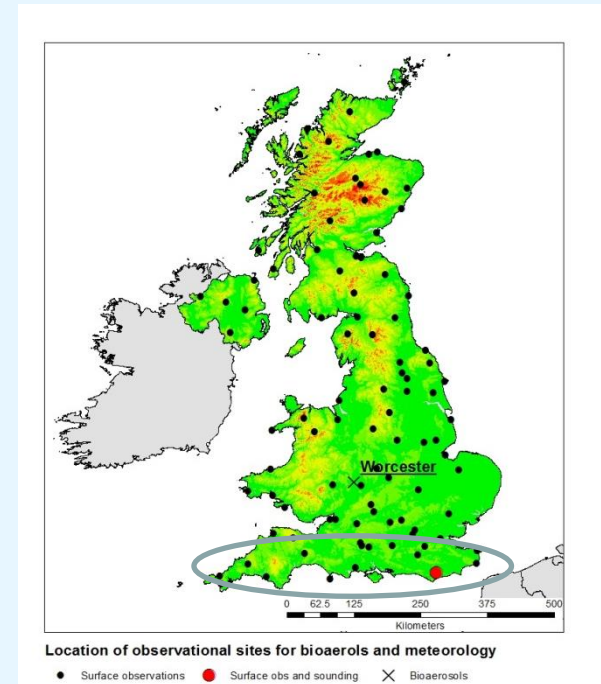 Worcester
0 62.5 125 250 375 500
Kilometers
Location of observational sites for bioaerols and meteorology
Surface observations Surface obs and sounding Bioaerosols